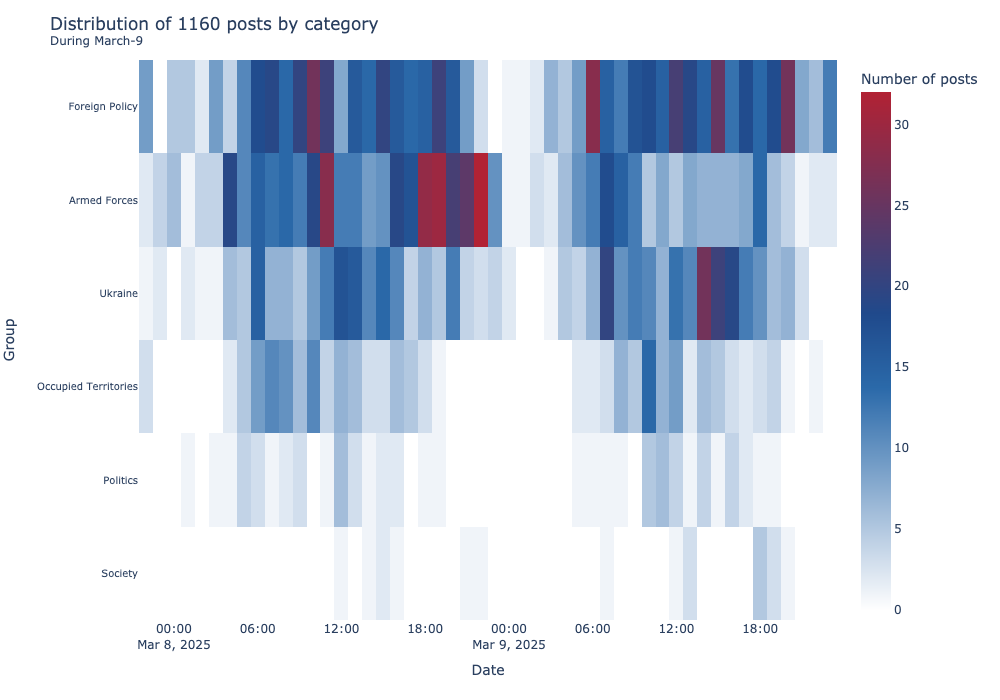 Distribution of 1160 posts by category
During March-9
Number of posts
30
25
20
15
10
5
0
Group
Foreign Policy
Armed Forces
Ukraine
Occupied Territories
Politics
Society
00:00 06:00 12:00 18:00 00:00 06:00 12:00 18:00
Mar 8, 2025 Mar 9, 2025
Date